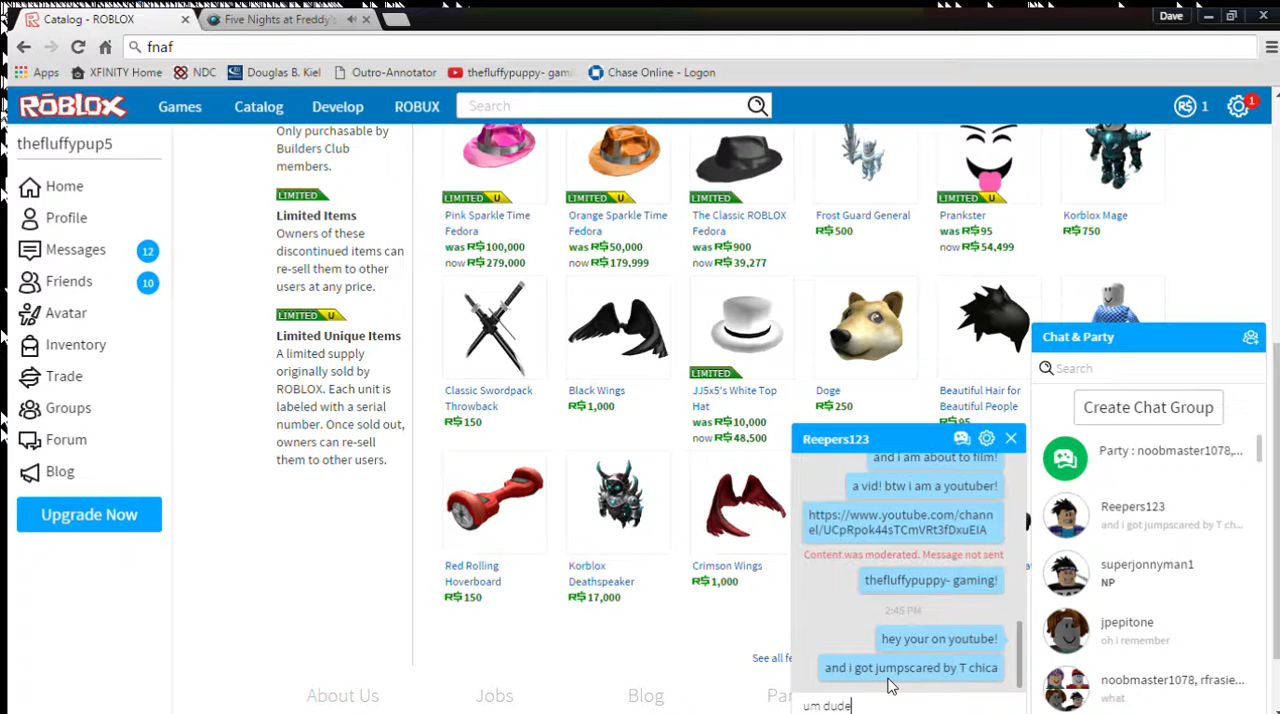 Catalog - ROBLOX
Five Nights at Freddy's
Dave
fnaf
Apps
XFINITY Home
NDC
Douglas B. Kiel
Outro-Annotator
thefluffypuppy- gami
Chase Online - Logon
ROBLOX
Games
Catalog
Develop
ROBUX
Search
R$ 1
1
thefluffypup5
Home
Profile
Messages
12
Friends
10
Avatar
Inventory
Trade
Groups
Forum
Blog
Upgrade Now
Only purchasable by
Builders Club
members.
LIMITED
Limited Items
Owners of these
discontinued items can
re-sell them to other
users at any price.
LIMITED U
Limited Unique Items
A limited supply
originally sold by
ROBLOX. Each unit is
labeled with a serial
number. Once sold out,
owners can re-sell
them to other users.
LIMITED U
Pink Sparkle Time
Fedora
was R$100,000
now R$279,000
LIMITED U
Orange Sparkle Time
Fedora
was R$50,000
now R$179,999
LIMITED
The Classic ROBLOX
Fedora
was R$900
now R$39,277
Frost Guard General
R$500
LIMITED U
Prankster
was R$95
now R$54,499
Korblox Mage
R$750
Classic Swordpack
Throwback
R$150
Black Wings
R$1,000
LIMITED
JJ5x5's White Top
Hat
was R$10,000
now R$48,500
Doge
R$250
Beautiful Hair for
Beautiful People
R$95
Red Rolling
Hoverboard
R$150
Korblox
Deathspeaker
R$17,000
Crimson Wings
R$1,000
See all fe
About Us
Jobs
Blog
Par
Reepers123
and i am about to film!
a vid! btw i am a youtuber!
https://www.youtube.com/chann
el/UCpRpok44sTCmVRt3fDxuEIA
Content was moderated. Message not sent
thefluffypuppy- gaming!
2:45 PM
hey your on youtube!
and i got jumpscared by T chica
um dude
Chat & Party
Search
Create Chat Group
Party : noobmaster1078,...
Reepers123
and i got jumpscared by T ch...
superjonnyman1
NP
jpepitone
oh i remember
noobmaster1078, rfrasie...
what